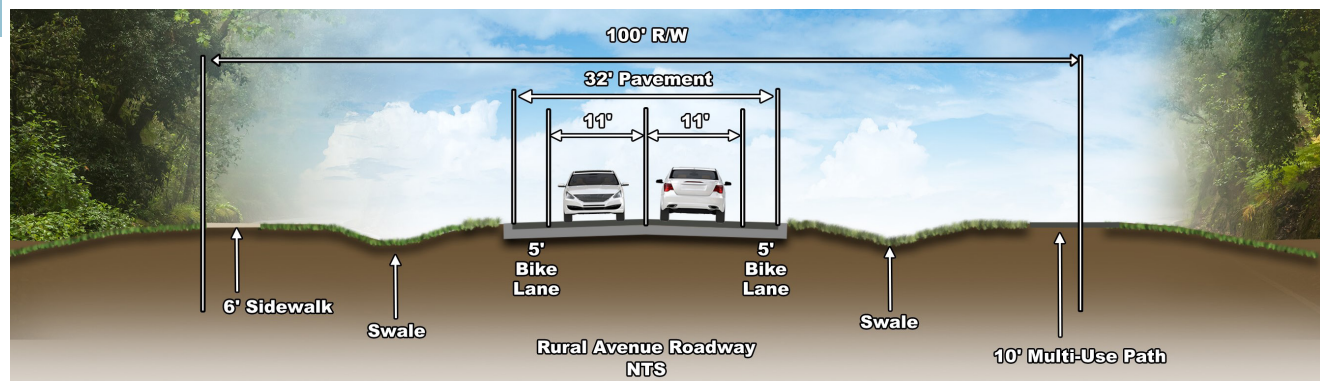 100' R/W
32' Pavement
11'
11'
5'
Bike
Lane
5'
Bike
Lane
6' Sidewalk
Swale
Swale
10' Multi-Use Path
Rural Avenue Roadway
NTS